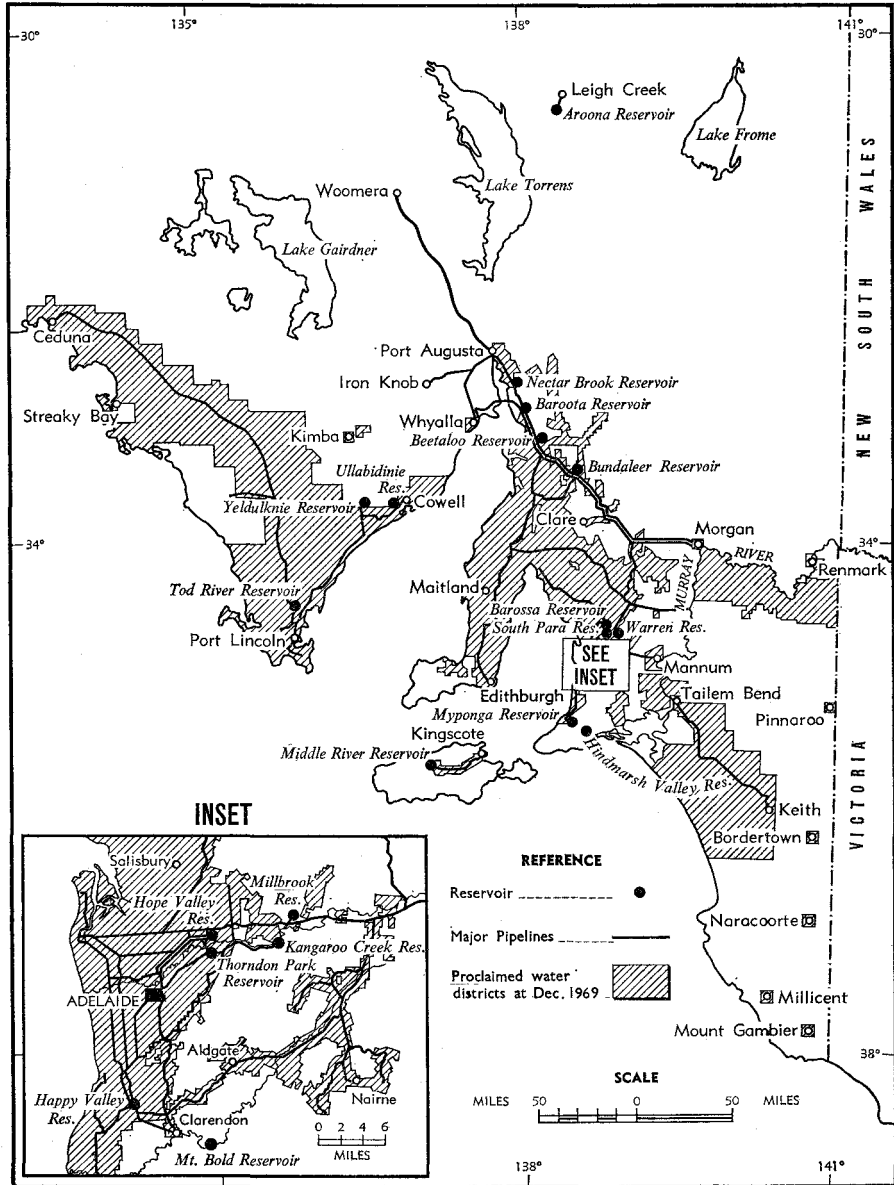 135°
138°
141°
30°
30°
Leigh Creek
Aroona Reservoir
Lake Frome
Lake Torrens
Woomera
Lake Gairdner
NEW SOUTH WALES
Ceduna
Port Augusta
Iron Knob
Nectar Brook Reservoir
Baroota Reservoir
Streaky Bay
Whyalla
Kimba
Beetaloo Reservoir
Ullabidinie
Res.
Bundaleer Reservoir
Yeldulknie Reservoir
Cowell
Clare
Morgan
34°
34°
RIVER
MURRAY
Renmark
Tod River Reservoir
Maitland
Barossa Reservoir
South Para Res.
Warren Res.
Port Lincoln
SEE
INSET
Mannum
Edithburgh
Tailem Bend
Myponga Reservoir
Pinnaroo
Kingscote
Middle River Reservoir
Hindmarsh Valley, Res.
Keith
VICTORIA
Bordertown
INSET
Salisbury
Millbrook
Res.
Hope Valley
Res.
Kangaroo Creek Res.
Thorndon Park
Reservoir
ADELAIDE
Aldgate
Nairne
Happy Valley
Res.
Clarendon
0 2 4 6
MILES
Mt. Bold Reservoir
REFERENCE
Reservoir
Major Pipelines
Proclaimed water
districts at Dec. 1969
Naracoorte
Millicent
Mount Gambier
38°
SCALE
MILES 50 0 50 MILES
138°
141°